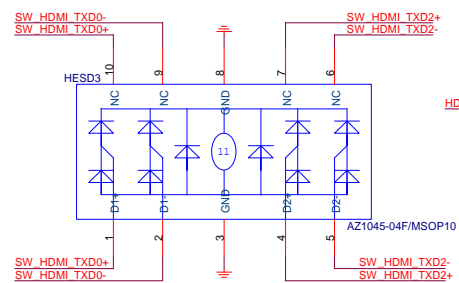 SW_HDMI_TXD0-
SW_HDMI_TXD0+
SW_HDMI_TXD2+
SW_HDMI_TXD2-
10
9
8
7
6
HESD3
NC
NC
GND
NC
NC
HD
11
D1+
D1-
GND
D2+
D2-
AZ1045-04F/MSOP10
1
2
3
4
5
SW_HDMI_TXD0+
SW_HDMI_TXD0-
SW_HDMI_TXD2-
SW_HDMI_TXD2+